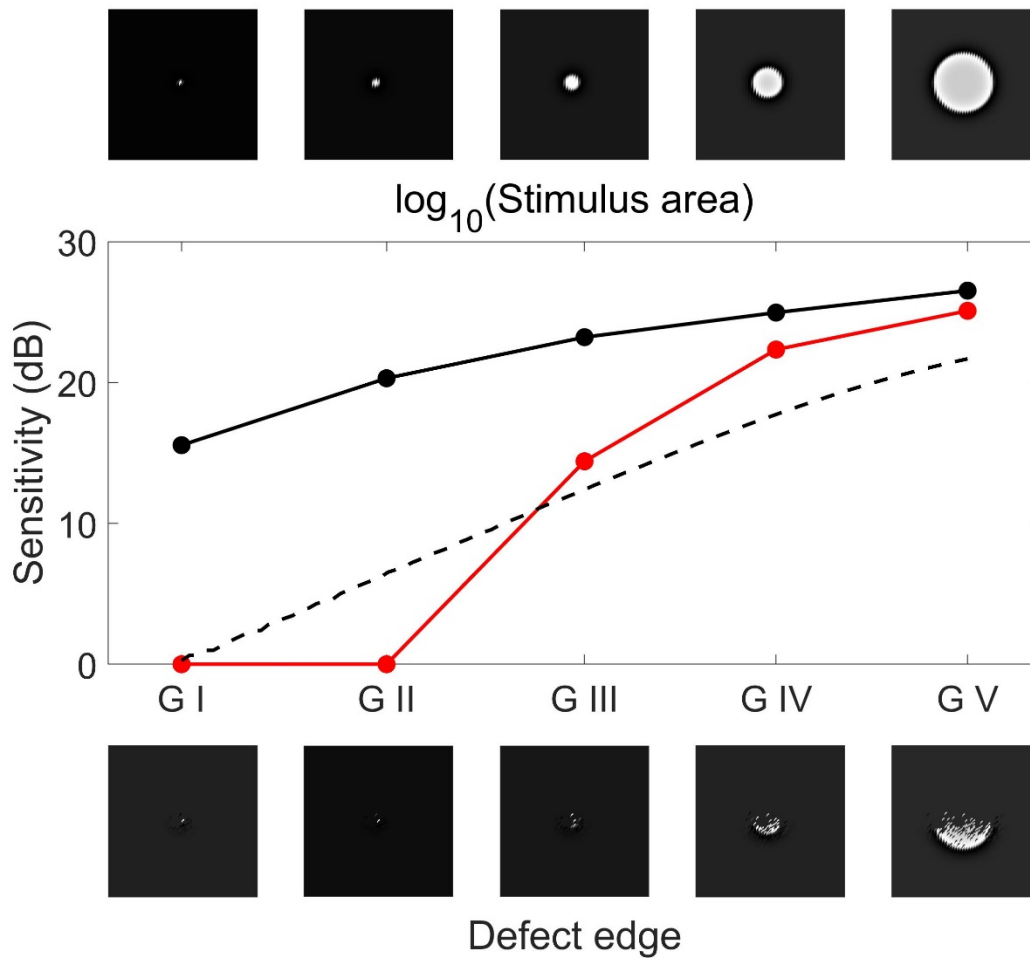 log10(Stimulus area)
30
20
10
0
Sensitivity (dB)
G I G II G III G IV G V
Defect edge